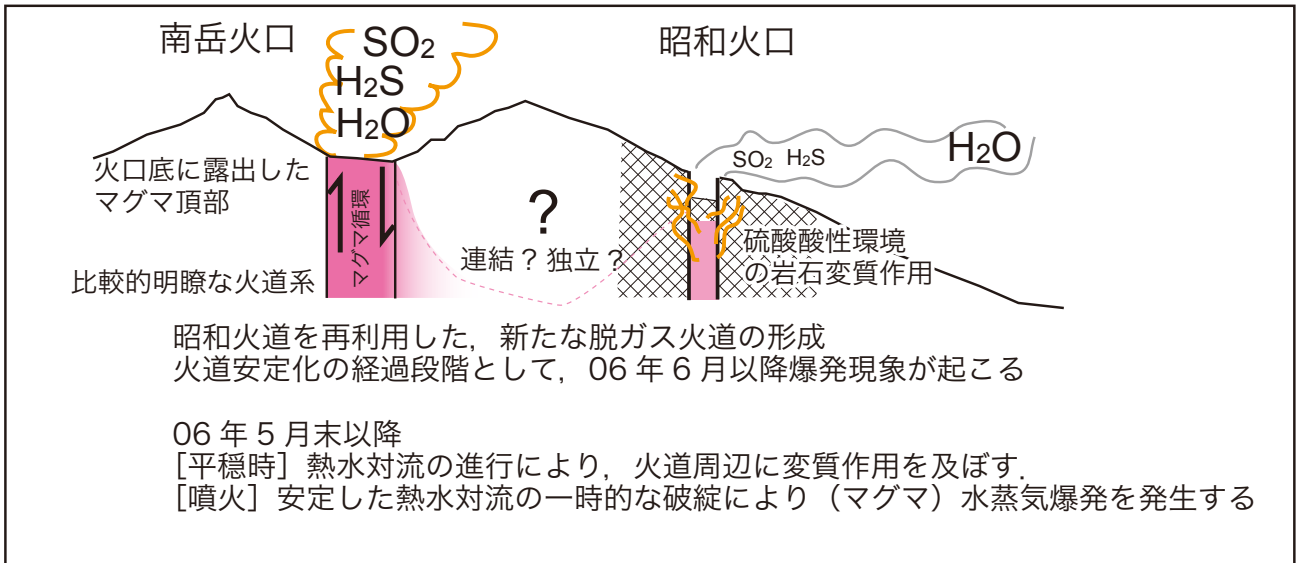 南岳火口
昭和火口
SO2
H2S
H2O
SO2 H2S
H2O
火口底に露出した
マグマ頂部
マグマ循環
?
連結？独立？
硫酸酸性環境
の岩石変質作用
比較的明瞭な火道系
昭和火道を再利用した，新たな脱ガス火道の形成
火道安定化の経過段階として，06 年 6 月以降爆発現象が起こる
06 年 5 月末以降
［平穏時］熱水対流の進行により，火道周辺に変質作用を及ぼす．
［噴火］安定した熱水対流の一時的な破綻により（マグマ）水蒸気爆発を発生する